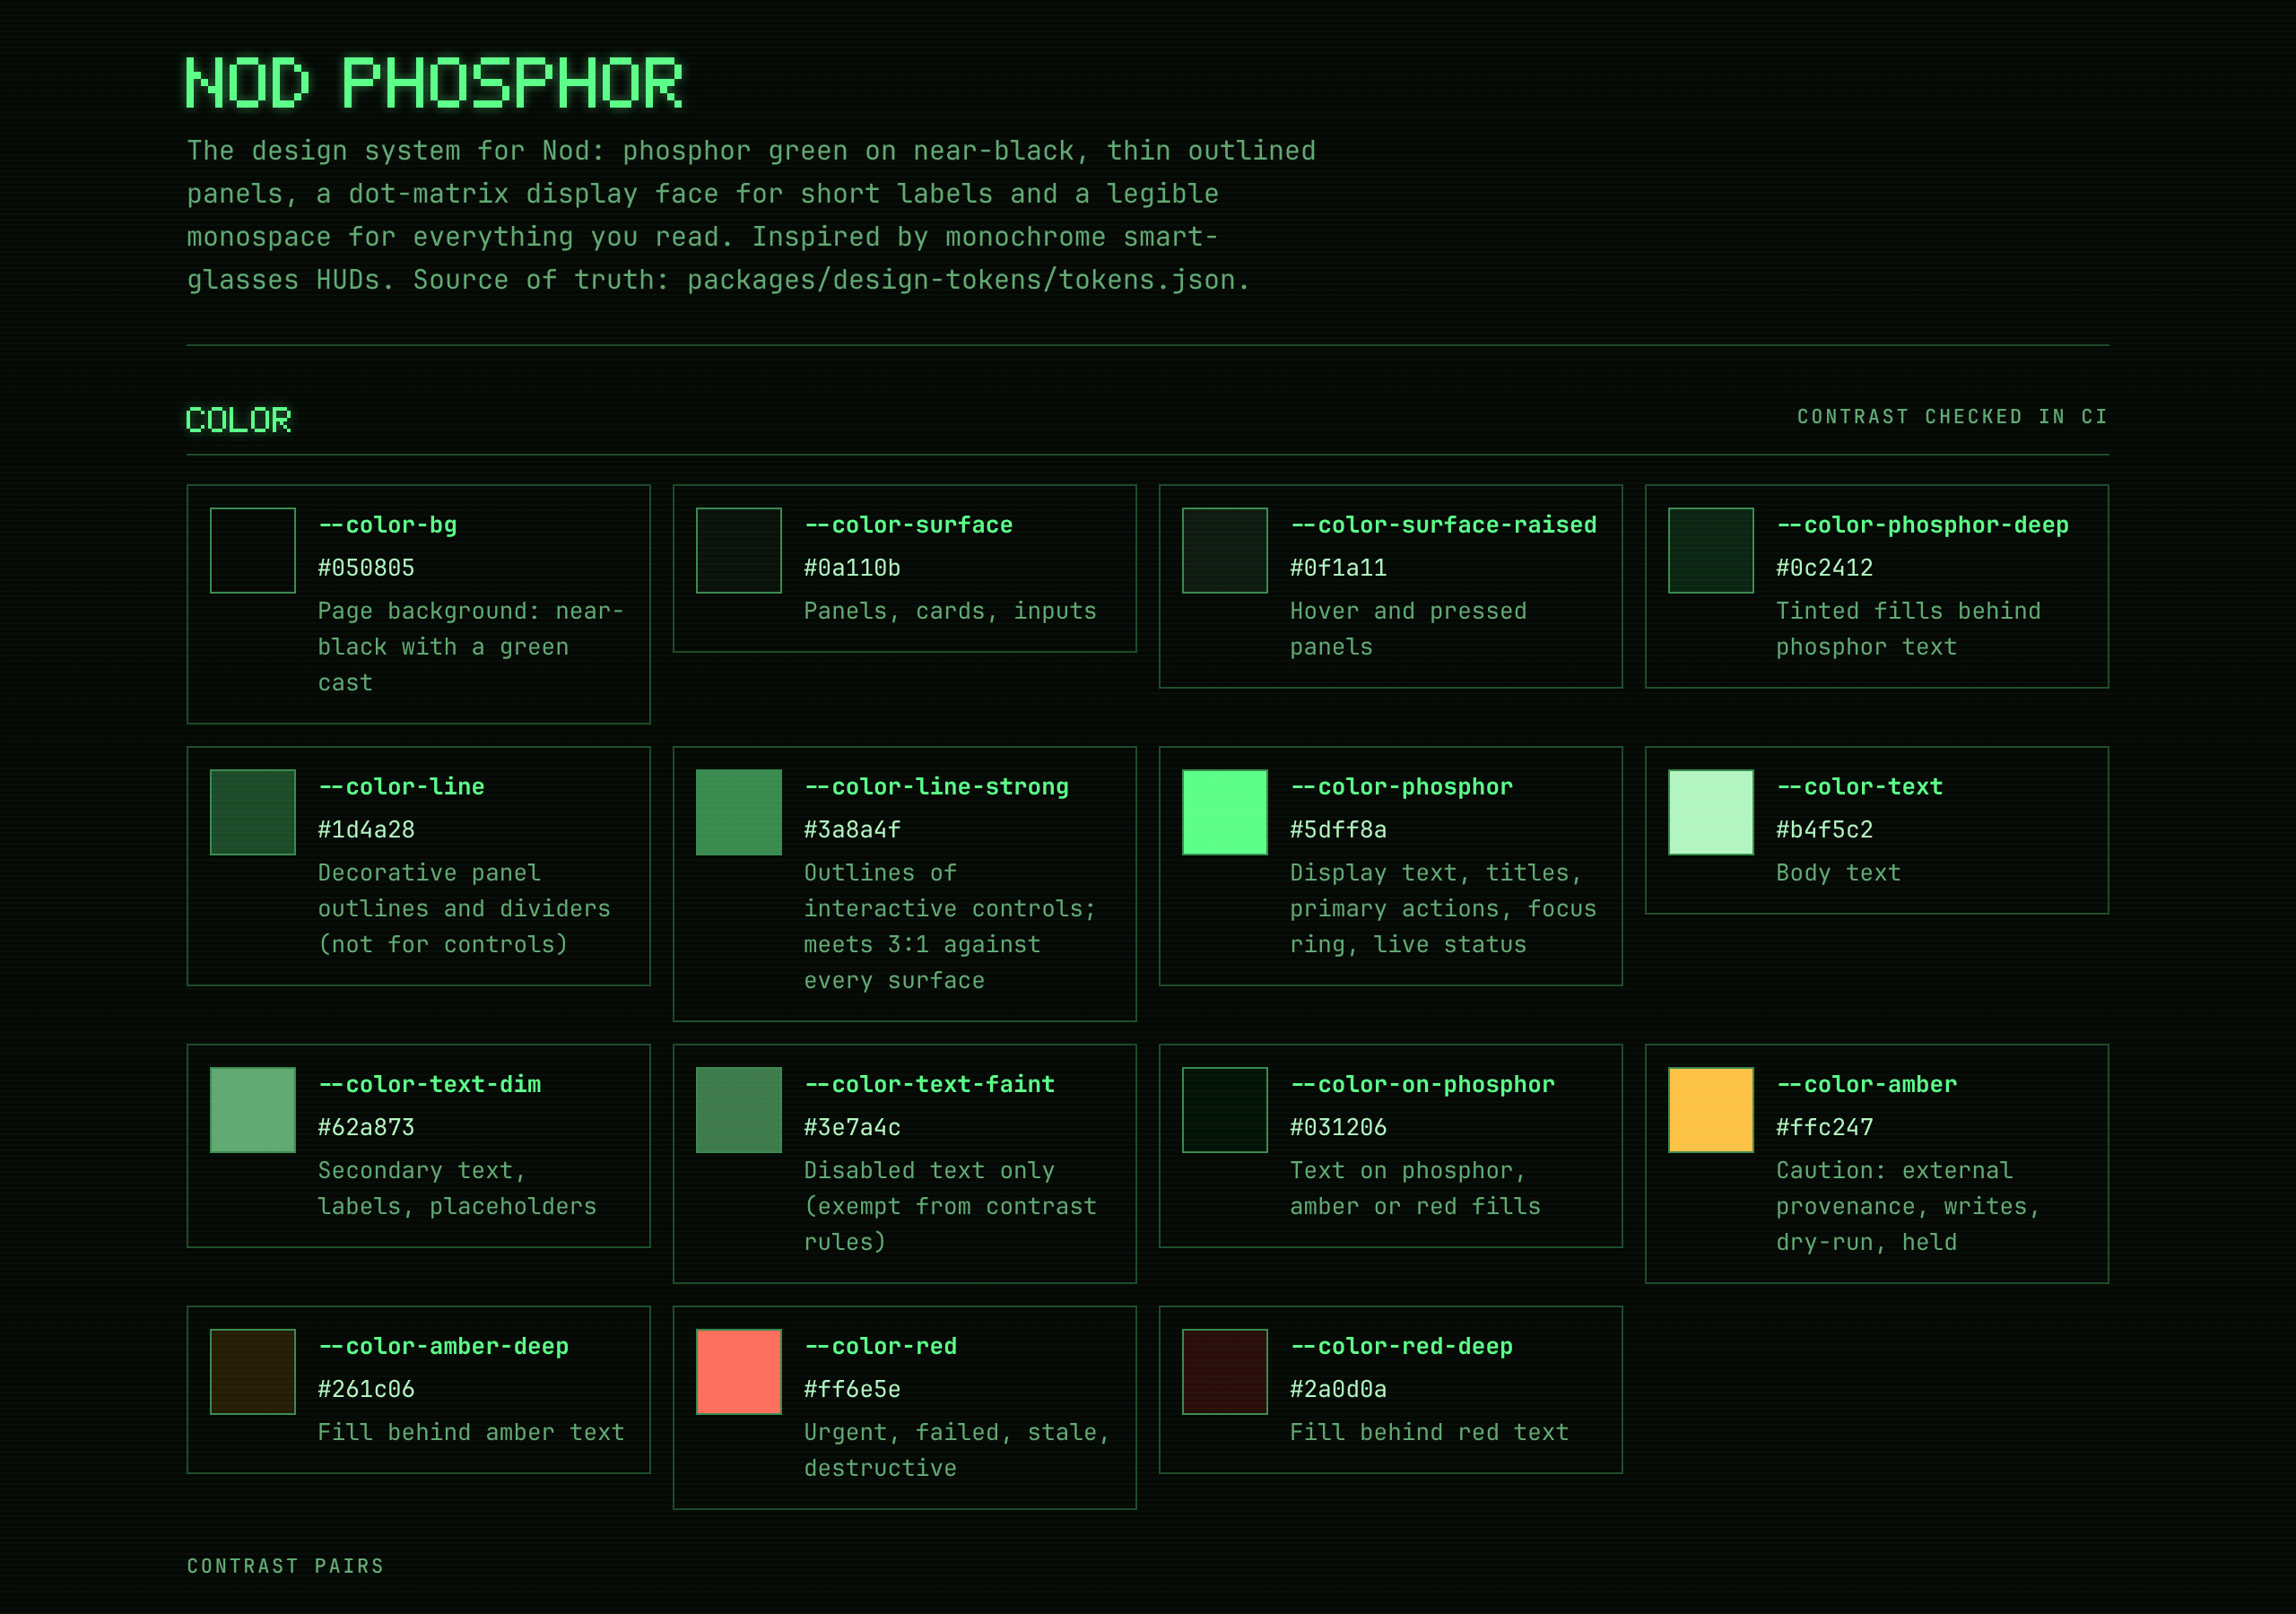 NOD PHOSPHOR
The design system for Nod: phosphor green on near-black, thin outlined
panels, a dot-matrix display face for short labels and a legible
monospace for everything you read. Inspired by monochrome smart-
glasses HUDs. Source of truth: packages/design-tokens/tokens.json.
COLOR
CONTRAST CHECKED IN CI
--color-bg
#050805
Page background: near-
black with a green
cast
--color-surface
#0a110b
Panels, cards, inputs
--color-surface-raised
#0f1a11
Hover and pressed
panels
--color-phosphor-deep
#0c2412
Tinted fills behind
phosphor text
--color-line
#1d4a28
Decorative panel
outlines and dividers
(not for controls)
--color-line-strong
#3a8a4f
Outlines of
interactive controls;
meets 3:1 against
every surface
--color-phosphor
#5dff8a
Display text, titles,
primary actions, focus
ring, live status
--color-text
#b4f5c2
Body text
--color-text-dim
#62a873
Secondary text,
labels, placeholders
--color-text-faint
#3e7a4c
Disabled text only
(exempt from contrast
rules)
--color-on-phosphor
#031206
Text on phosphor,
amber or red fills
--color-amber
#ffc247
Caution: external
provenance, writes,
dry-run, held
--color-amber-deep
#261c06
Fill behind amber text
--color-red
#ff6e5e
Urgent, failed, stale,
destructive
--color-red-deep
#2a0d0a
Fill behind red text
CONTRAST PAIRS